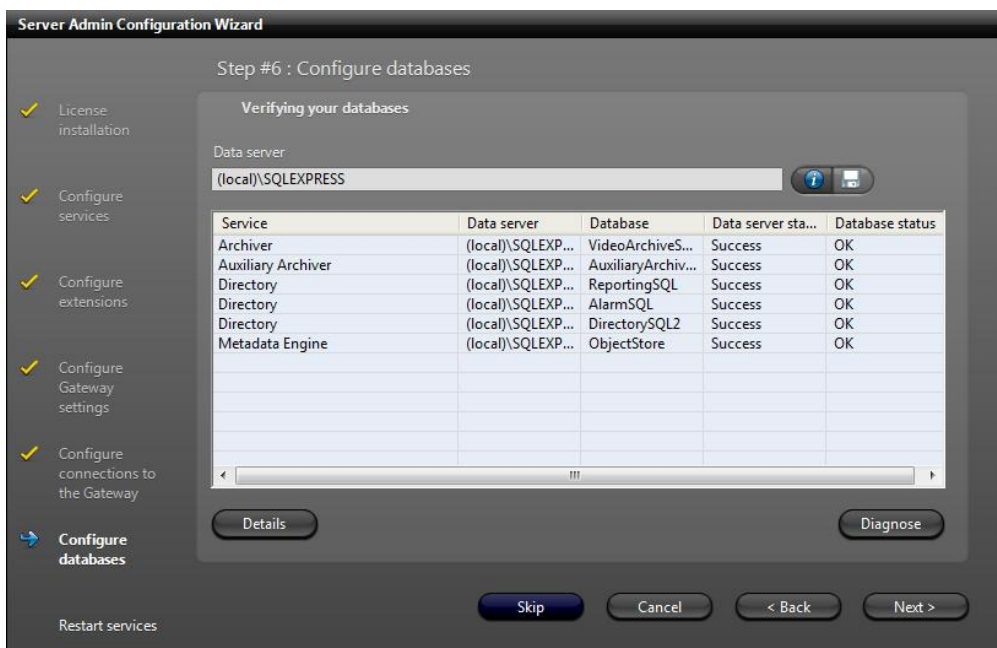 Server Admin Configuration Wizard
Step #6 : Configure databases
License
installation
Configure
services
Configure
extensions
Configure
Gateway
settings
Configure
connections to
the Gateway
Configure
databases
Restart services
Verifying your databases
Data server
(local)\SQLEXPRESS
Service Data server Database Data server sta... Database status
Archiver (local)\SQLEXP... VideoArchiveS... Success OK
Auxiliary Archiver (local)\SQLEXP... AuxiliaryArchiv... Success OK
Directory (local)\SQLEXP... ReportingSQL Success OK
Directory (local)\SQLEXP... AlarmSQL Success OK
Directory (local)\SQLEXP... DirectorySQL2 Success OK
Metadata Engine (local)\SQLEXP... ObjectStore Success OK
Details Diagnose
Skip Cancel < Back Next >